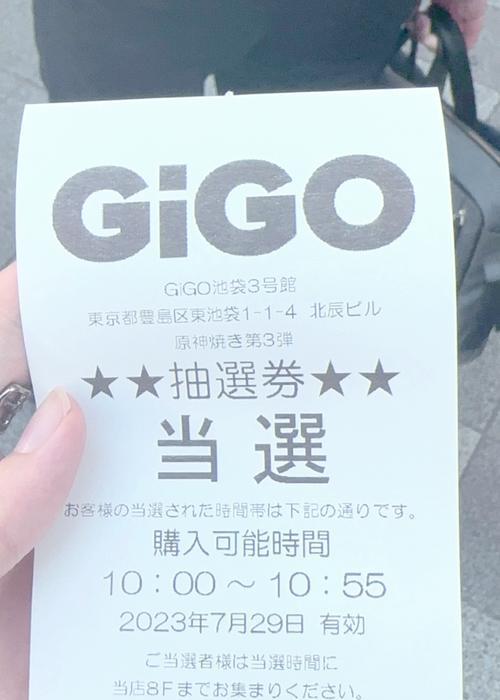 GiGO
GiGO池袋3号館
東京都豊島区東池袋1-1-4 北辰ビル
原神焼き第3弾
★★抽選券★★
当選
お客様の当選された時間帯は下記の通りです。
購入可能時間
10：00～10：55
2023年7月29日 有効
ご当選者様は当選時間に
当店8Fまでお集まりください。